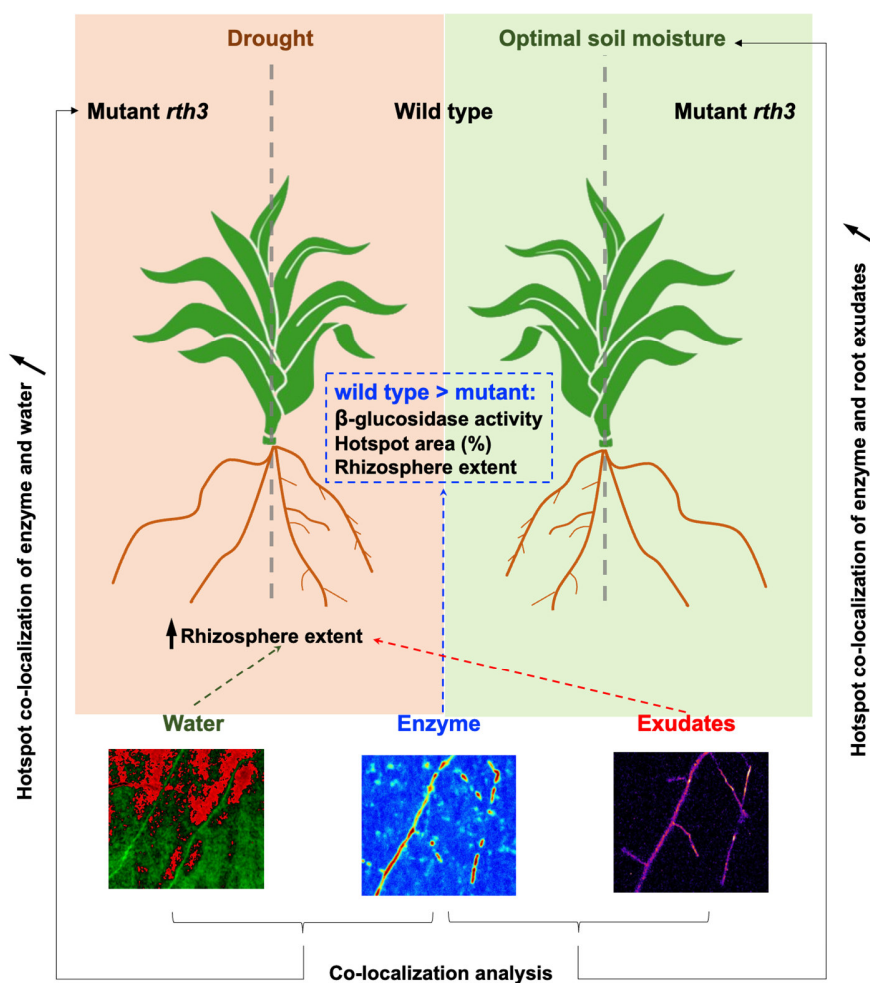 Drought
Optimal soil moisture
Mutant rth3
Wild type
Mutant rth3
wild type > mutant:
β-glucosidase activity
Hotspot area (%)
Rhizosphere extent
Hotspot co-localization of enzyme and water
Hotspot co-localization of enzyme and root exudates
Rhizosphere extent
Water
Enzyme
Exudates
Co-localization analysis